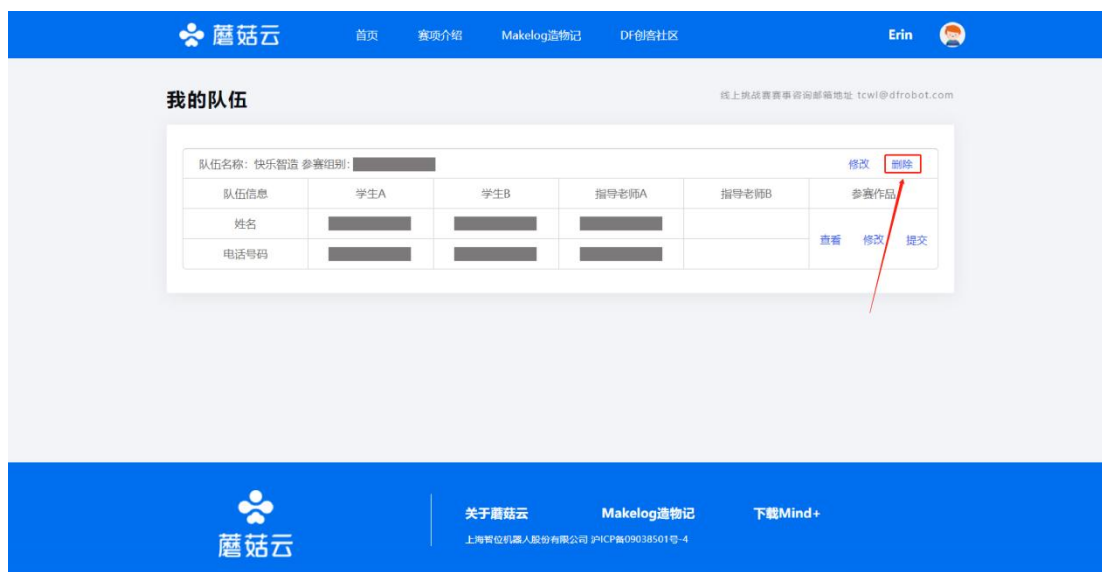 蘑菇云 首页 赛项介绍 Makelog造物记 DF创客社区 Erin
我的队伍 线上挑战赛赛事咨询邮箱地址 tcwl@dfrobot.com
队伍名称：快乐智造 参赛组别： 修改 删除
队伍信息 学生A 学生B 指导老师A 指导老师B 参赛作品
姓名
查看 修改 提交
电话号码
关于蘑菇云 Makelog造物记 下载Mind+
上海智位机器人股份有限公司 沪ICP备09038501号-4
蘑菇云